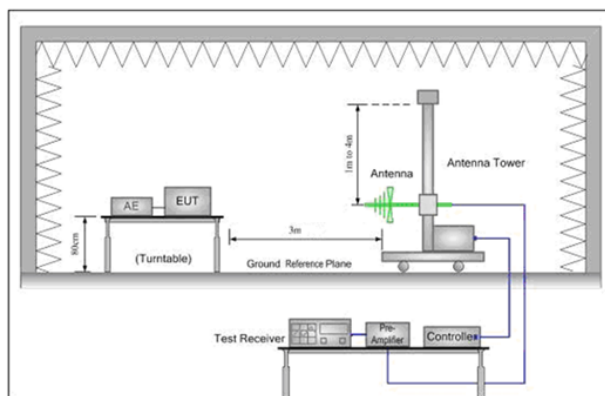 1m to 4m
Antenna
Antenna Tower
AE
EUT
3m
80cm
(Turntable)
Ground Reference Plane
Test Receiver
Pre-
Amplifier
Controller